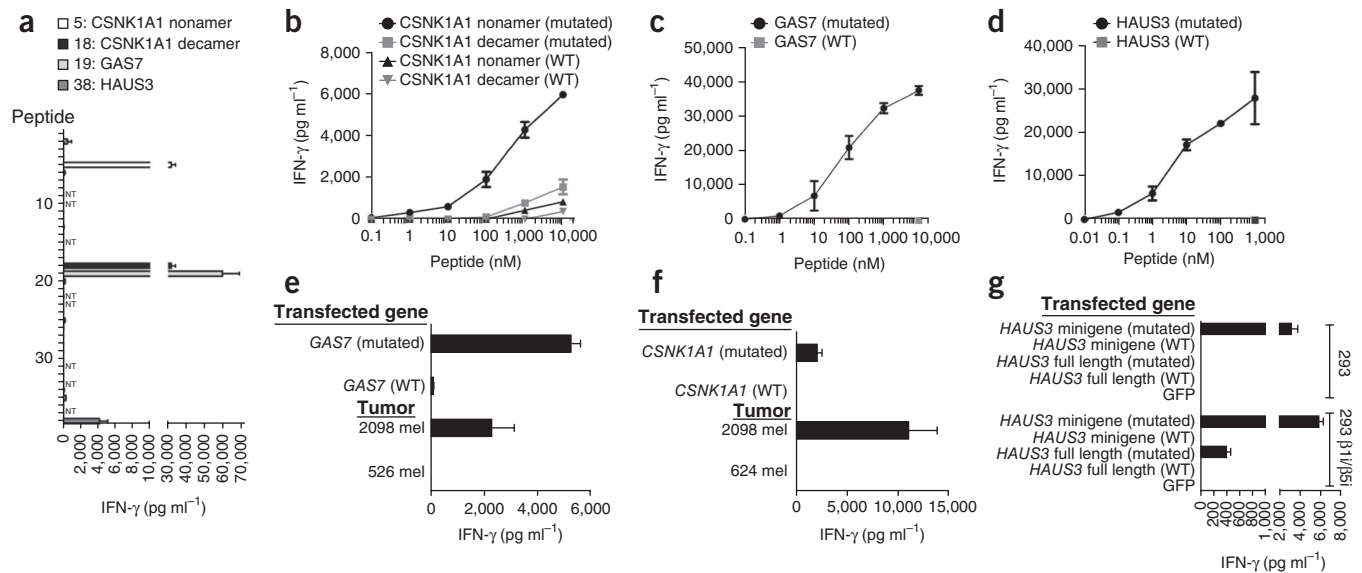 a
5: CSNK1A1 nonamer
18: CSNK1A1 decamer
19: GAS7
38: HAUS3
Peptide
10
20
30
NT
NT
NT
NT
NT
NT
NT
NT
0
2,000
4,000
6,000
8,000
10,000
30,000
40,000
50,000
60,000
70,000
IFN-γ (pg ml⁻¹)
b
CSNK1A1 nonamer (mutated)
CSNK1A1 decamer (mutated)
CSNK1A1 nonamer (WT)
CSNK1A1 decamer (WT)
IFN-γ (pg ml⁻¹)
8,000
6,000
4,000
2,000
0
0.1 1 10 100 1,000 10,000
Peptide (nM)
c
GAS7 (mutated)
GAS7 (WT)
IFN-γ (pg ml⁻¹)
50,000
40,000
30,000
20,000
10,000
0
0.1 1 10 100 1,000 10,000
Peptide (nM)
d
HAUS3 (mutated)
HAUS3 (WT)
IFN-γ (pg ml⁻¹)
40,000
30,000
20,000
10,000
0
0.01 0.1 1 10 100 1,000
Peptide (nM)
e
Transfected gene
GAS7 (mutated)
GAS7 (WT)
Tumor
2098 mel
526 mel
0 2,000 4,000 6,000
IFN-γ (pg ml⁻¹)
f
Transfected gene
CSNK1A1 (mutated)
CSNK1A1 (WT)
Tumor
2098 mel
624 mel
0 5,000 10,000 15,000
IFN-γ (pg ml⁻¹)
g
Transfected gene
HAUS3 minigene (mutated)
HAUS3 minigene (WT)
HAUS3 full length (mutated)
HAUS3 full length (WT)
GFP
293
HAUS3 minigene (mutated)
HAUS3 minigene (WT)
HAUS3 full length (mutated)
HAUS3 full length (WT)
GFP
293 β1i/β5i
0
200
400
600
800
1,000
2,000
4,000
6,000
8,000
IFN-γ (pg ml⁻¹)